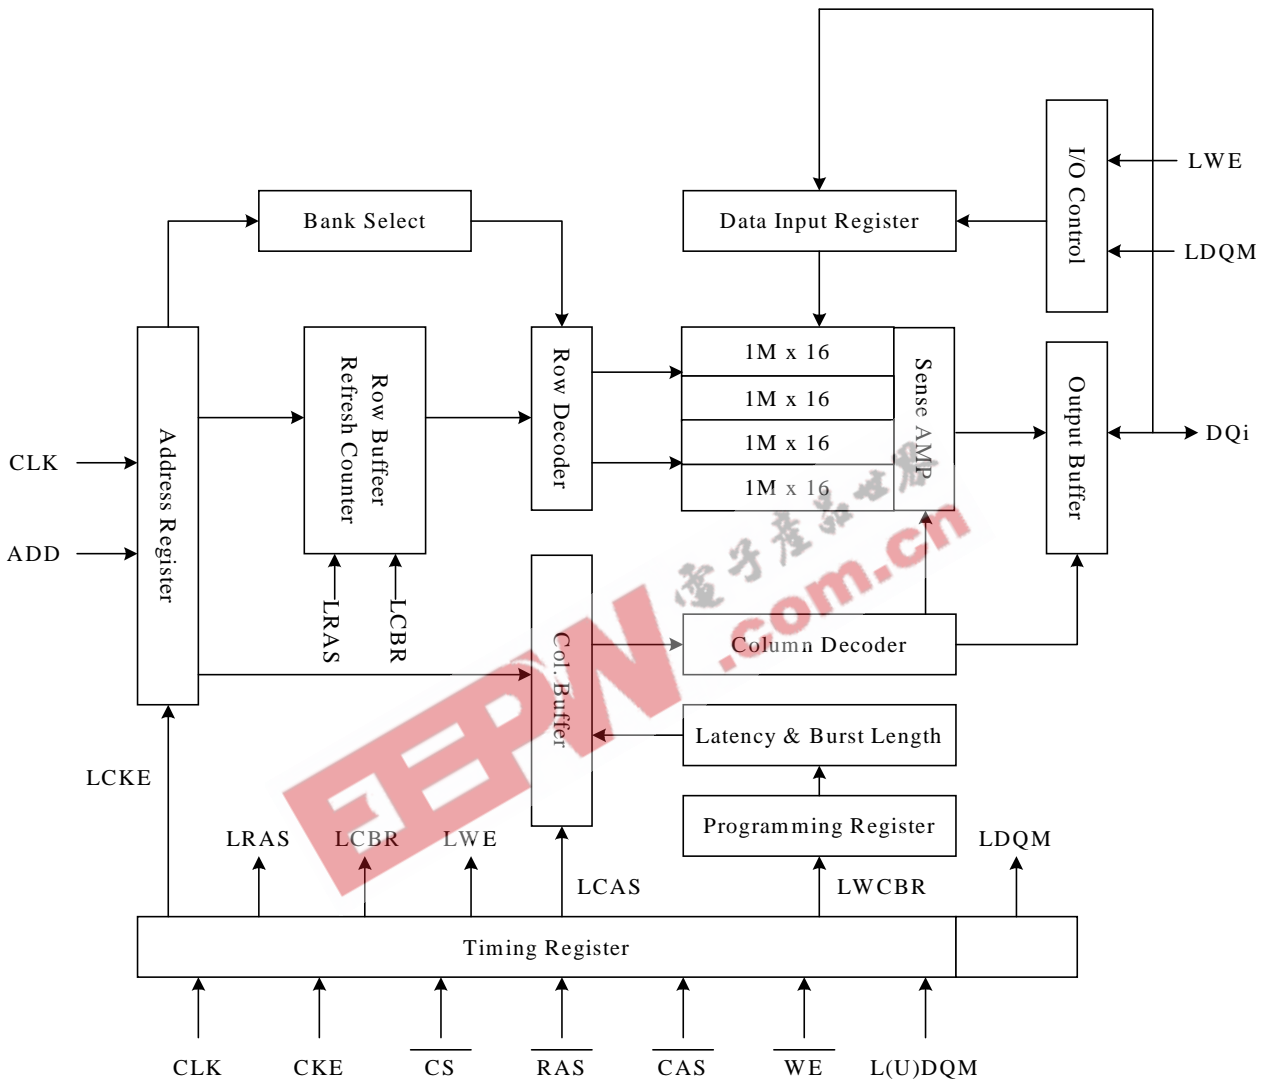 I/O Control
LWE
Bank Select
Data Input Register
LDQM
Address Register
Row Buffeer
Refresh Counter
Row Decoder
1M x 16
1M x 16
1M x 16
1M x 16
Sense AMP
Output Buffer
DQi
CLK
ADD
電子產品世界
.com.cn
EEPW
LRAS
LCBR
Col. Buffer
Column Decoder
Latency & Burst Length
LCKE
Programming Register
LRAS
LCBR
LWE
LDQM
LCAS
LWCBR
Timing Register
CLK
CKE
CS
RAS
CAS
WE
L(U)DQM